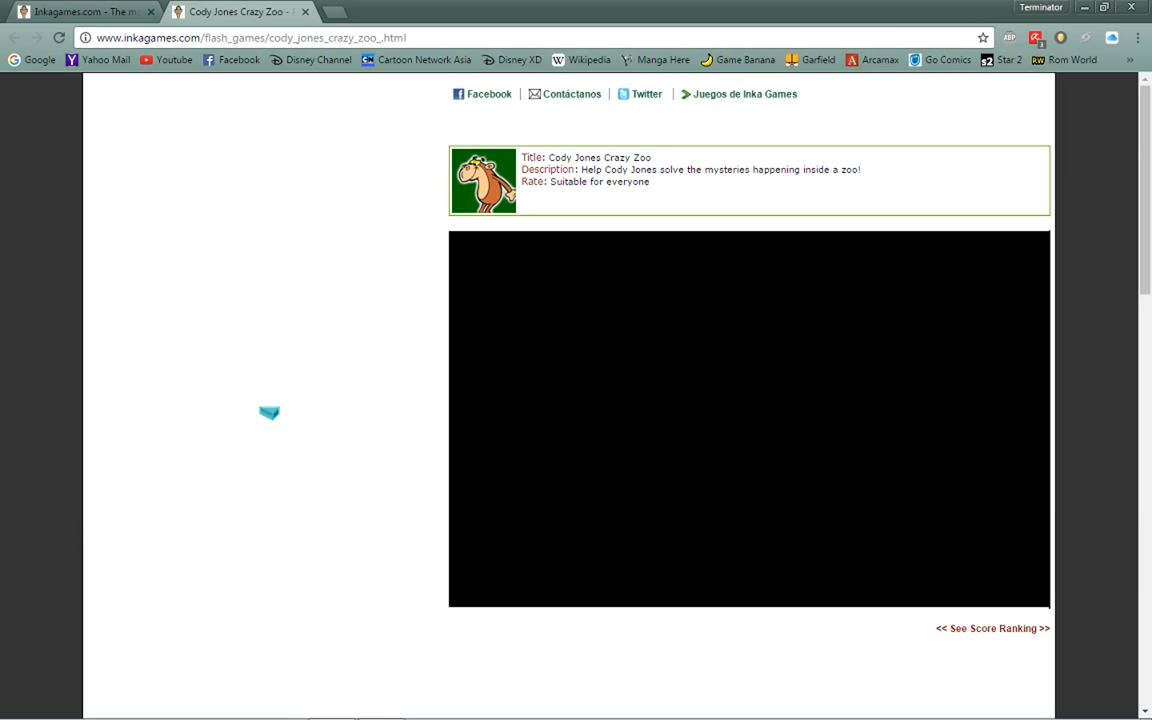 Terminator
Inkagames.com - The m
Cody Jones Crazy Zoo -
www.inkagames.com/flash_games/cody_jones_crazy_zoo_.html
ABP
Google Yahoo Mail Youtube Facebook Disney Channel Cartoon Network Asia Disney XD Wikipedia Manga Here Game Banana Garfield Arcamax Go Comics Star 2 Rom World
Facebook | Contáctanos | Twitter | Juegos de Inka Games
Title: Cody Jones Crazy Zoo
Description: Help Cody Jones solve the mysteries happening inside a zoo!
Rate: Suitable for everyone
<< See Score Ranking >>